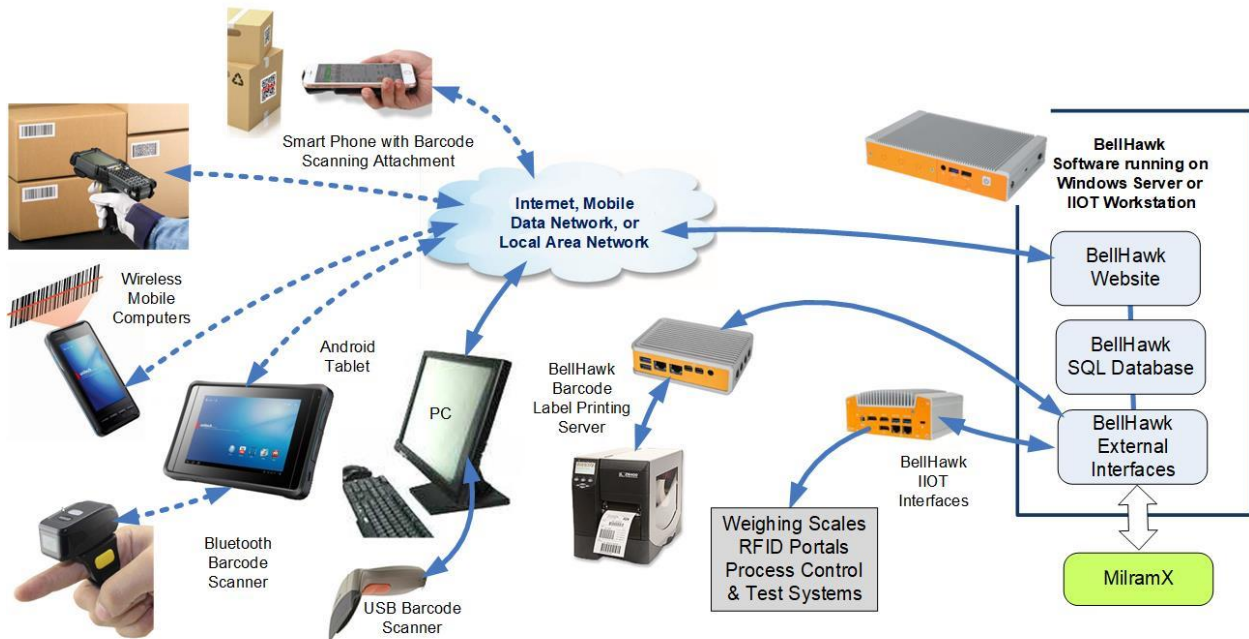 Smart Phone with Barcode
Scanning Attachment
BellHawk
Software running on
Windows Server or
IIOT Workstation
Internet, Mobile
Data Network, or
Local Area Network
BellHawk
Website
Wireless
Mobile
Computers
Android
Tablet
PC
BellHawk
Barcode
Label Printing
Server
BellHawk
SQL Database
BellHawk
External
Interfaces
BellHawk
IIOT
Interfaces
Bluetooth
Barcode
Scanner
USB Barcode
Scanner
Weighing Scales
RFID Portals
Process Control
& Test Systems
MilramX